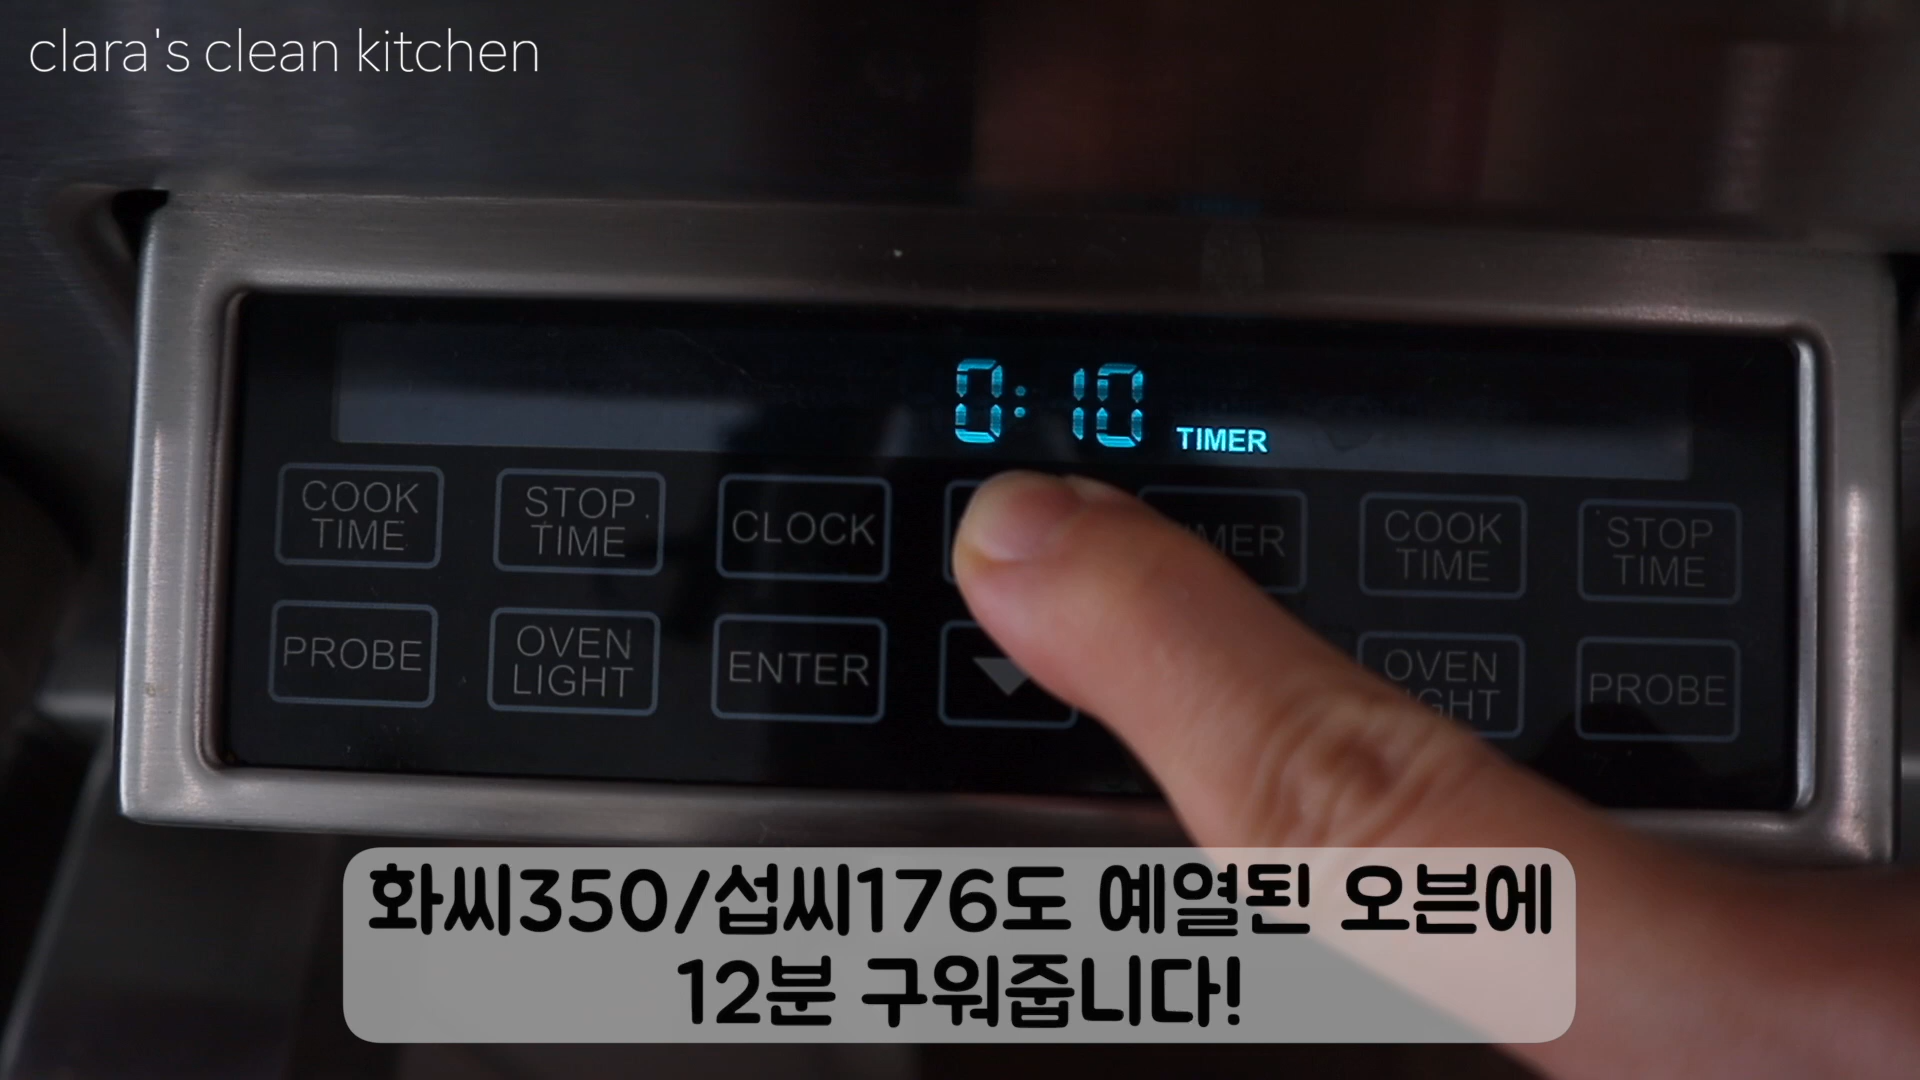 clara's clean kitchen
0:10 TIMER
COOK
TIME
STOP
TIME
CLOCK
COOK
TIME
STOP
TIME
PROBE
OVEN
LIGHT
ENTER
OVEN
PROBE
화씨350/섭씨176도 예열된 오븐에
12분 구워줍니다!